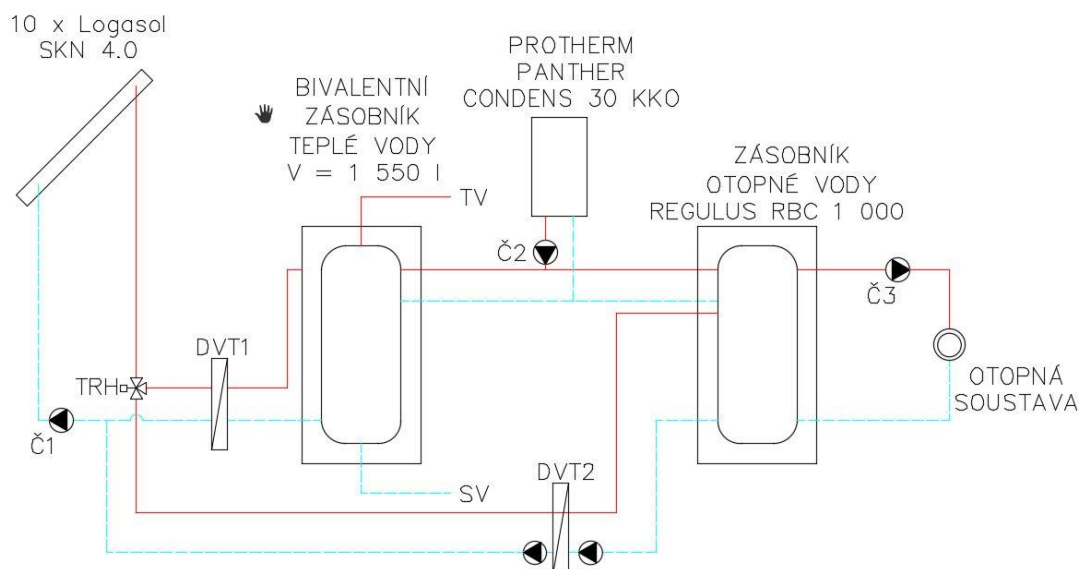 10 x Logasol
SKN 4.0
PROTHERM
PANTHER
CONDENS 30 KKO
BIVALENTNÍ
ZÁSOBNÍK
TEPLÉ VODY
V = 1 550 l
ZÁSOBNÍK
OTOPNÉ VODY
REGULUS RBC 1 000
TV
Č2
Č3
DVT1
TRH
OTOPNÁ
SOUSTAVA
Č1
DVT2
SV